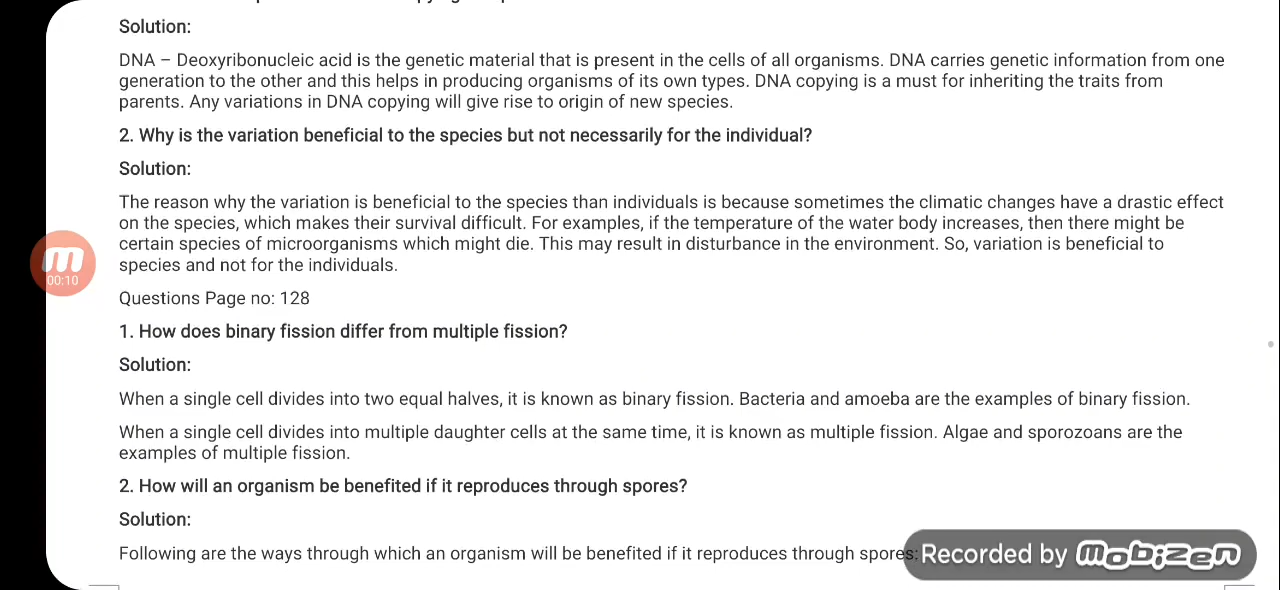 Solution:
DNA – Deoxyribonucleic acid is the genetic material that is present in the cells of all organisms. DNA carries genetic information from one
generation to the other and this helps in producing organisms of its own types. DNA copying is a must for inheriting the traits from
parents. Any variations in DNA copying will give rise to origin of new species.
2. Why is the variation beneficial to the species but not necessarily for the individual?
Solution:
The reason why the variation is beneficial to the species than individuals is because sometimes the climatic changes have a drastic effect
on the species, which makes their survival difficult. For examples, if the temperature of the water body increases, then there might be
certain species of microorganisms which might die. This may result in disturbance in the environment. So, variation is beneficial to
species and not for the individuals.
00:10
Questions Page no: 128
1. How does binary fission differ from multiple fission?
Solution:
When a single cell divides into two equal halves, it is known as binary fission. Bacteria and amoeba are the examples of binary fission.
When a single cell divides into multiple daughter cells at the same time, it is known as multiple fission. Algae and sporozoans are the
examples of multiple fission.
2. How will an organism be benefited if it reproduces through spores?
Solution:
Following are the ways through which an organism will be benefited if it reproduces through spores:
Recorded by mobizen